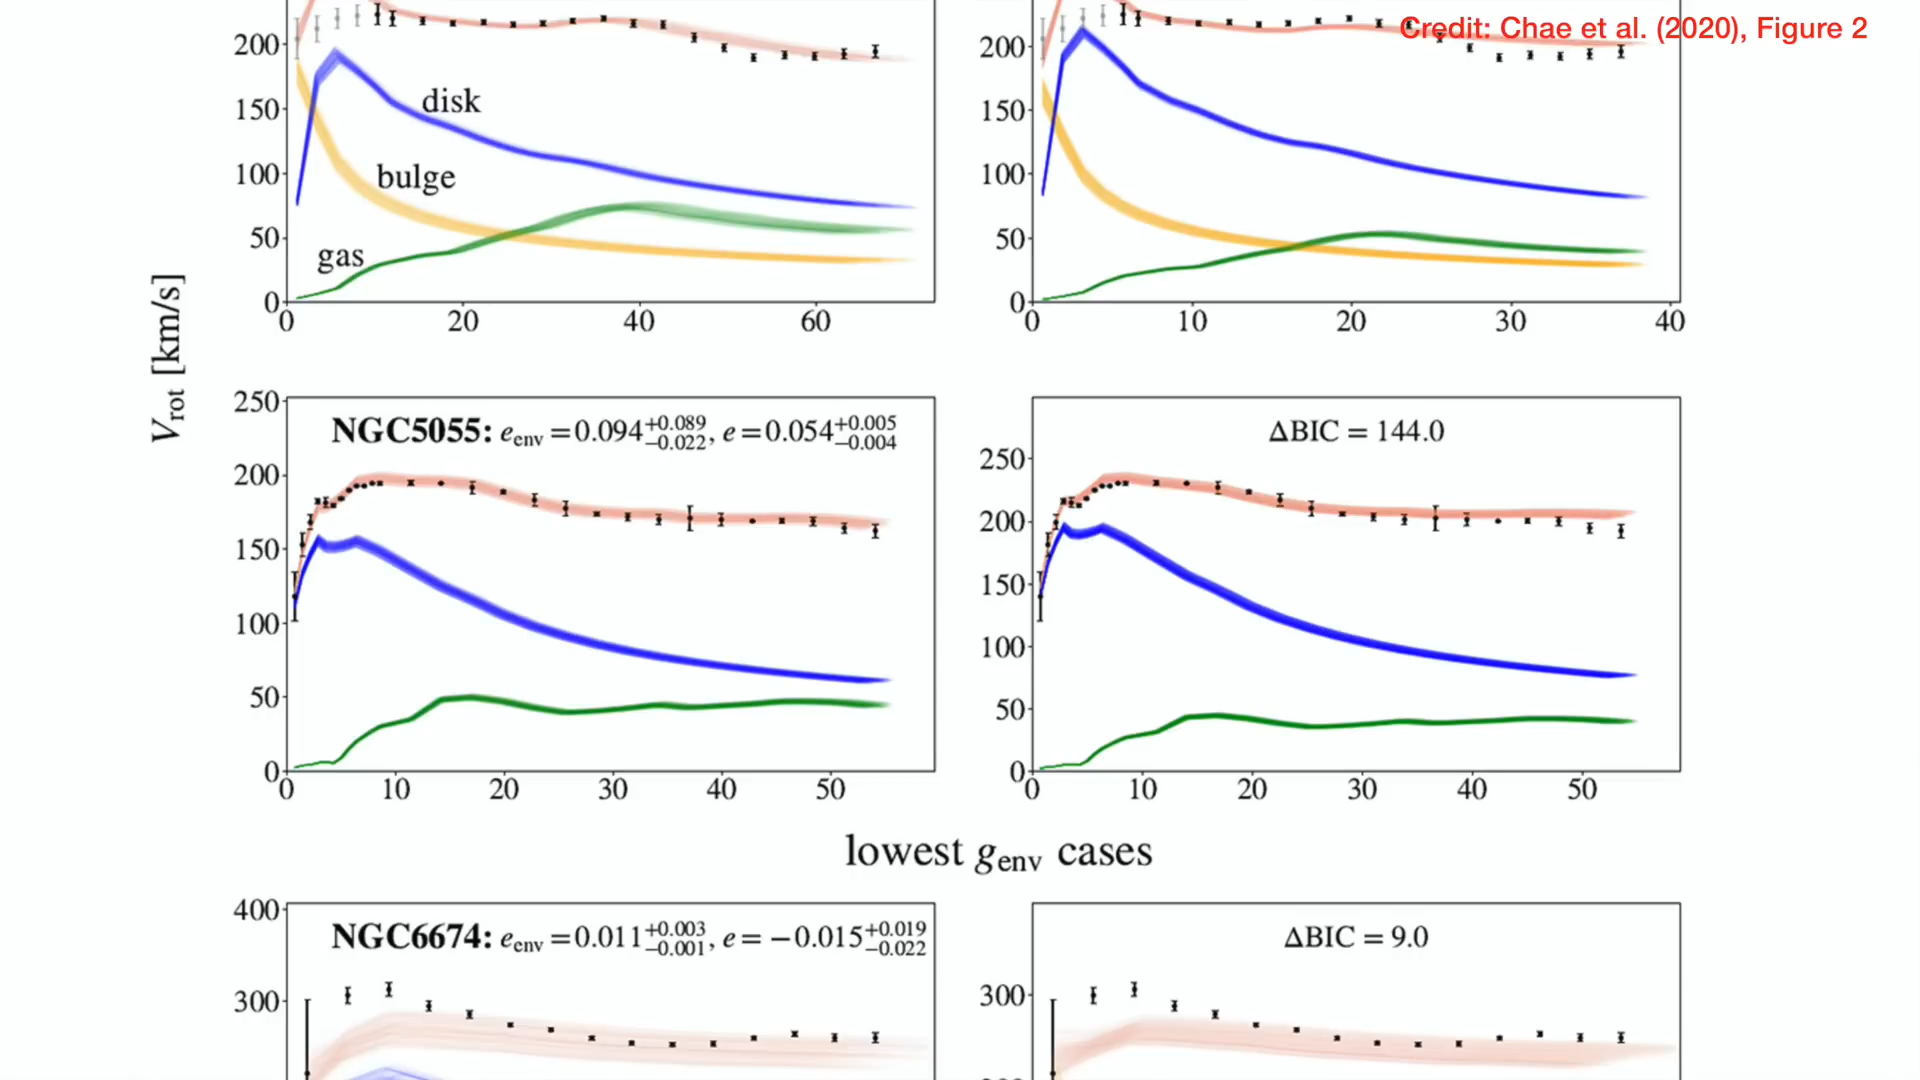 Credit: Chae et al. (2020), Figure 2
200
150
100
50
0
disk
bulge
gas
0 20 40 60
200
150
100
50
0
0 10 20 30 40
V_rot [km/s]
250
200
150
100
50
0
NGC5055: e_env = 0.094^{+0.089}_{−0.022}, e = 0.054^{+0.005}_{−0.004}
0 10 20 30 40 50
ΔBIC = 144.0
250
200
150
100
50
0
0 10 20 30 40 50
lowest g_env cases
400
300
NGC6674: e_env = 0.011^{+0.003}_{−0.001}, e = −0.015^{+0.019}_{−0.022}
ΔBIC = 9.0
300